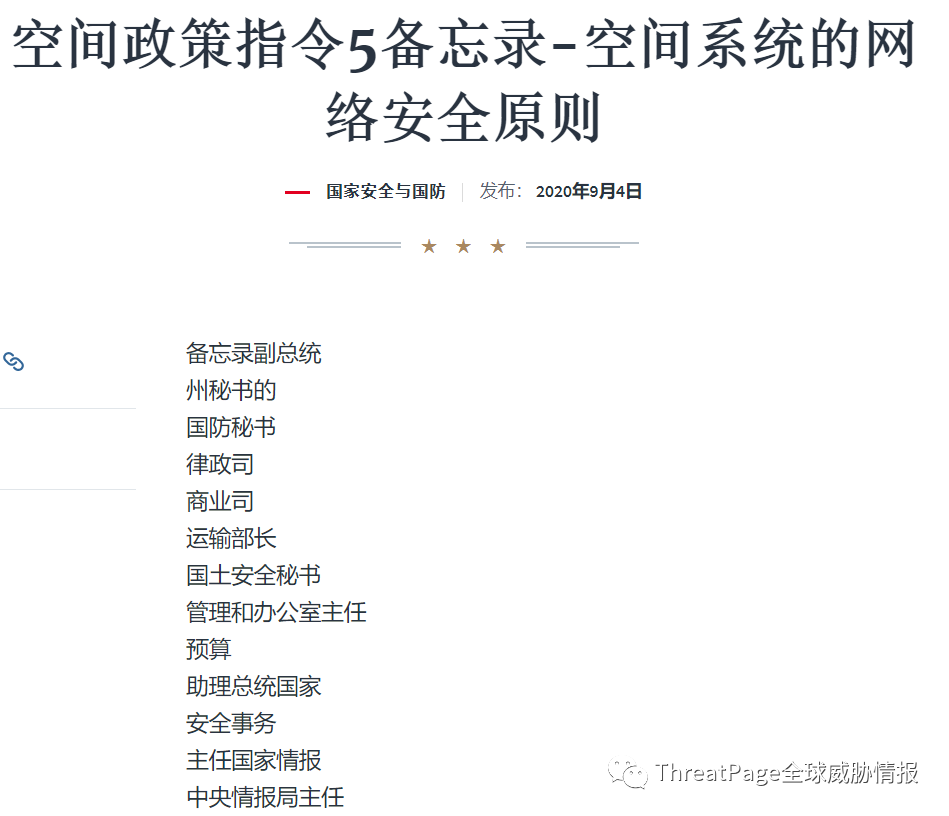 空间政策指令5备忘录-空间系统的网
络安全原则
国家安全与国防 发布： 2020年9月4日
备忘录副总统
州秘书的
国防秘书
律政司
商业司
运输部长
国土安全秘书
管理和办公室主任
预算
助理总统国家
安全事务
主任国家情报
中央情报局主任
ThreatPage全球威胁情报